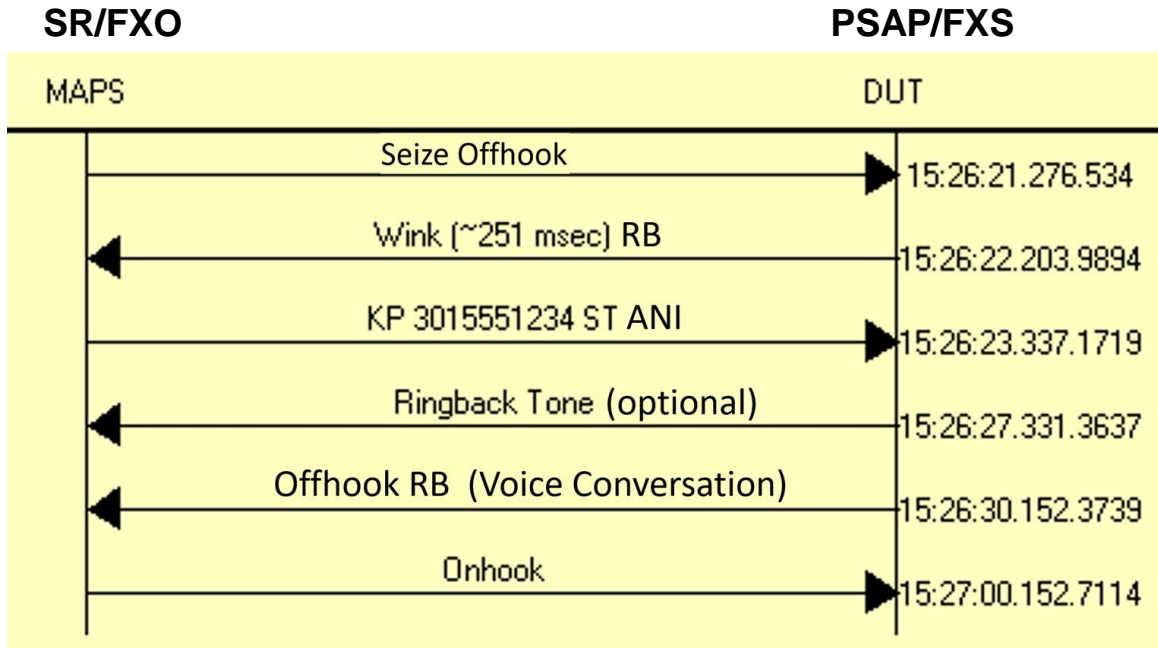 SR/FXO PSAP/FXS
MAPS DUT
Seize Offhook
15:26:21.276.534
Wink (~251 msec) RB
15:26:22.203.9894
KP 3015551234 ST ANI
15:26:23.337.1719
Ringback Tone (optional)
15:26:27.331.3637
Offhook RB (Voice Conversation)
15:26:30.152.3739
Onhook
15:27:00.152.7114